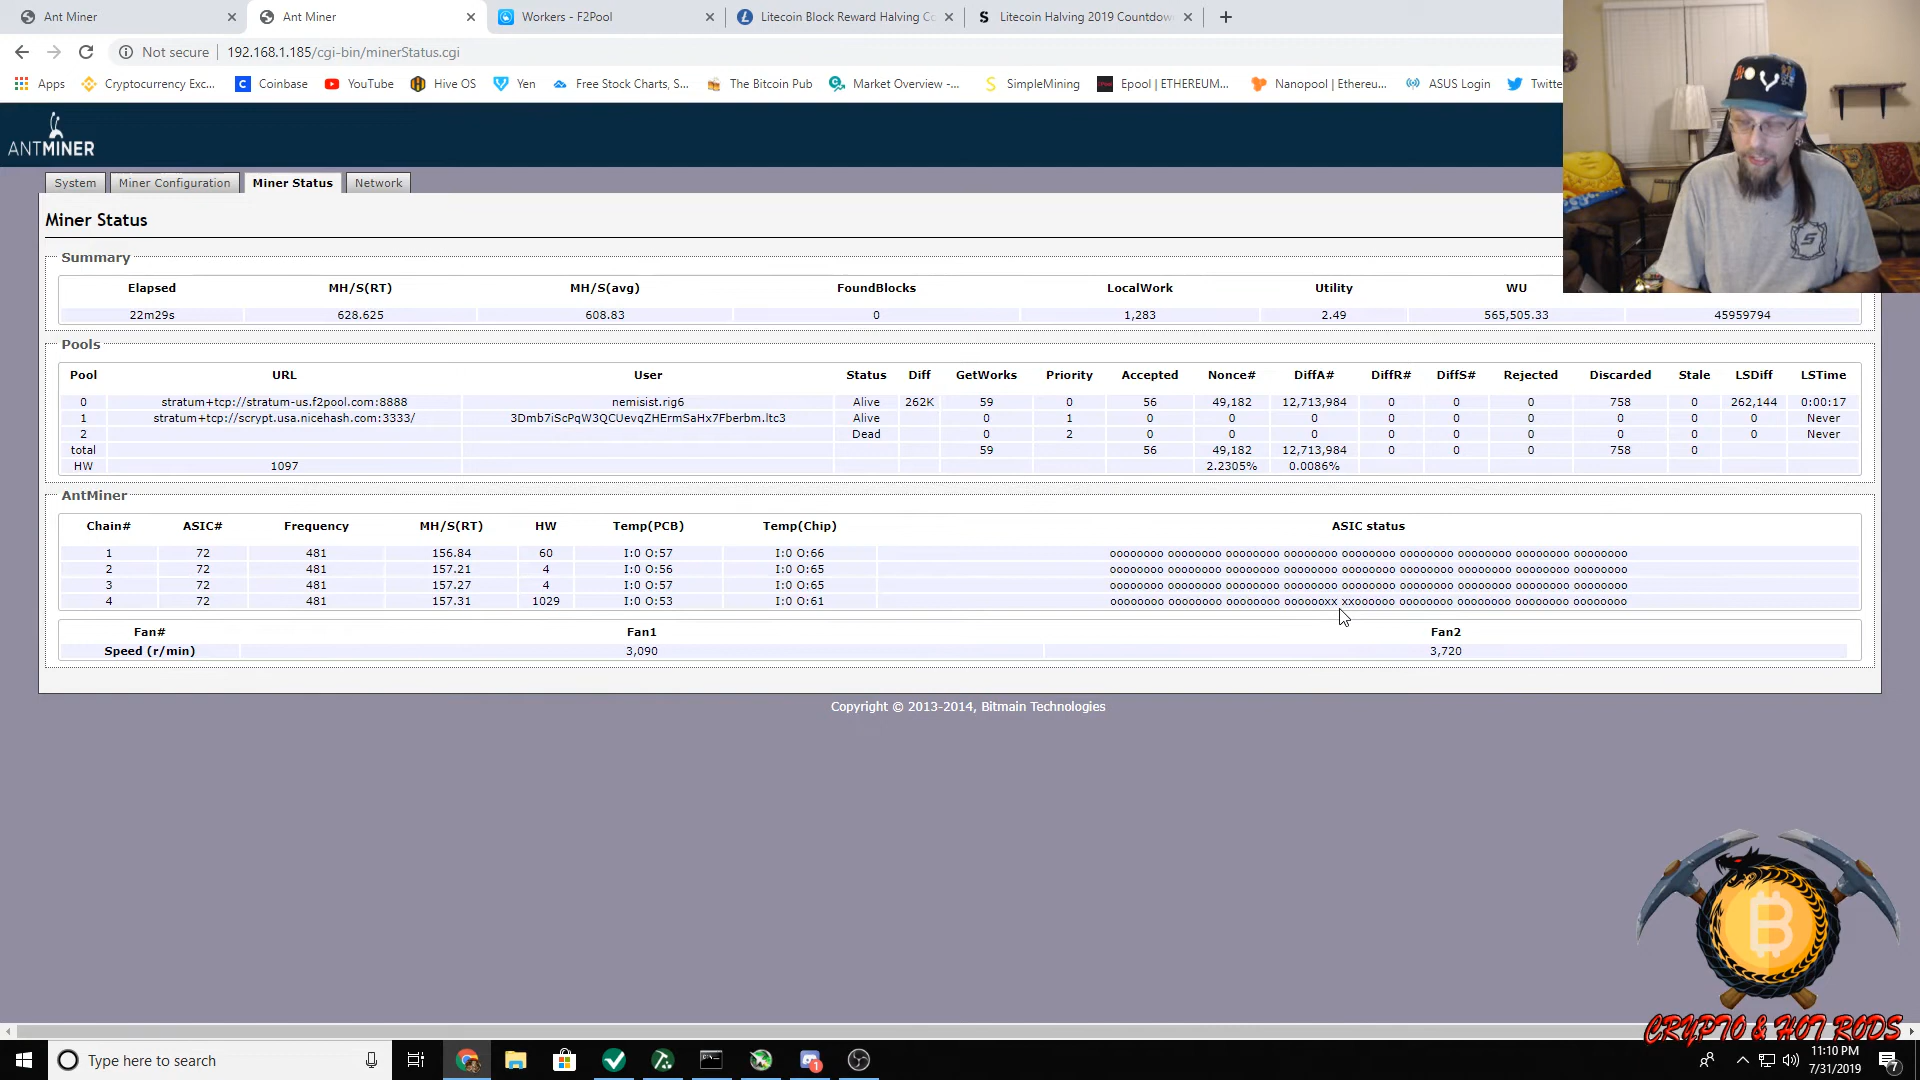 Ant Miner
Ant Miner
Workers - F2Pool
Litecoin Block Reward Halving Co
Litecoin Halving 2019 Countdow
Not secure
192.168.1.185/cgi-bin/minerStatus.cgi
Apps
Cryptocurrency Exc...
Coinbase
YouTube
Hive OS
Yen
Free Stock Charts, S...
The Bitcoin Pub
Market Overview -...
SimpleMining
Epool | ETHEREUM...
Nanopool | Ethereu...
ASUS Login
Twitte
ANTMINER
System
Miner Configuration
Miner Status
Network
Miner Status
Summary
Elapsed MH/S(RT) MH/S(avg) FoundBlocks LocalWork Utility WU
22m29s 628.625 608.83 0 1,283 2.49 565,505.33 45959794
Pools
Pool URL User Status Diff GetWorks Priority Accepted Nonce# DiffA# DiffR# DiffS# Rejected Discarded Stale LSDiff LSTime
0 stratum+tcp://stratum-us.f2pool.com:8888 nemisist.rig6 Alive 262K 59 0 56 49,182 12,713,984 0 0 0 758 0 262,144 0:00:17
1 stratum+tcp://scrypt.usa.nicehash.com:3333/ 3Dmb7iScPqW3QCUevqZHErmSaHx7Fberbm.ltc3 Alive 0 1 0 0 0 0 0 0 0 0 0 Never
2 Dead 0 2 0 0 0 0 0 0 0 0 0 Never
total 59 56 49,182 12,713,984 0 0 0 758 0
HW 1097 2.2305% 0.0086%
AntMiner
Chain# ASIC# Frequency MH/S(RT) HW Temp(PCB) Temp(Chip) ASIC status
1 72 481 156.84 60 I:0 O:57 I:0 O:66 oooooooo oooooooo oooooooo oooooooo oooooooo oooooooo oooooooo oooooooo oooooooo
2 72 481 157.21 4 I:0 O:56 I:0 O:65 oooooooo oooooooo oooooooo oooooooo oooooooo oooooooo oooooooo oooooooo oooooooo
3 72 481 157.27 4 I:0 O:57 I:0 O:65 oooooooo oooooooo oooooooo oooooooo oooooooo oooooooo oooooooo oooooooo oooooooo
4 72 481 157.31 1029 I:0 O:53 I:0 O:61 oooooooo oooooooo oooooooo ooooooxx xxoooooo oooooooo oooooooo oooooooo oooooooo
Fan# Fan1 Fan2
Speed (r/min) 3,090 3,720
Copyright © 2013-2014, Bitmain Technologies
CRYPTO & HOT RODS
Type here to search
11:10 PM
7/31/2019
7